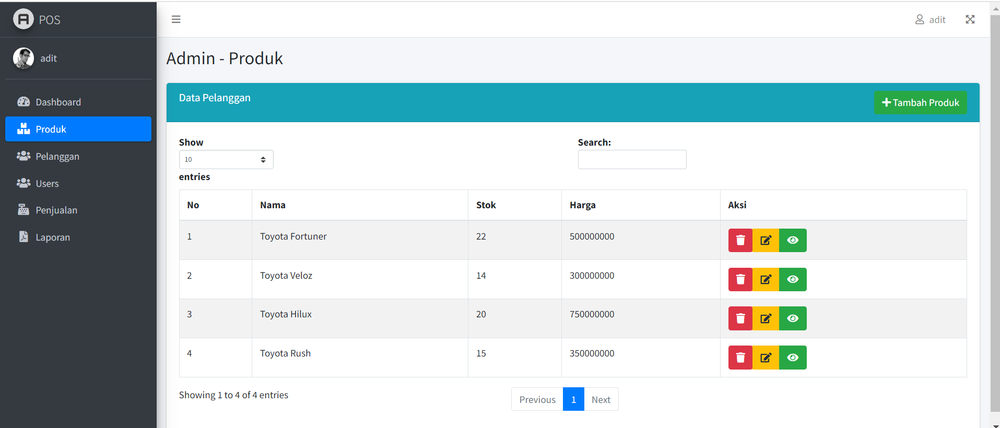 POS
adit
adit
Dashboard
Produk
Pelanggan
Users
Penjualan
Laporan
Admin - Produk
Data Pelanggan
Tambah Produk
Show
10
entries
Search:
No Nama Stok Harga Aksi
1 Toyota Fortuner 22 500000000
2 Toyota Veloz 14 300000000
3 Toyota Hilux 20 750000000
4 Toyota Rush 15 350000000
Showing 1 to 4 of 4 entries
Previous 1 Next